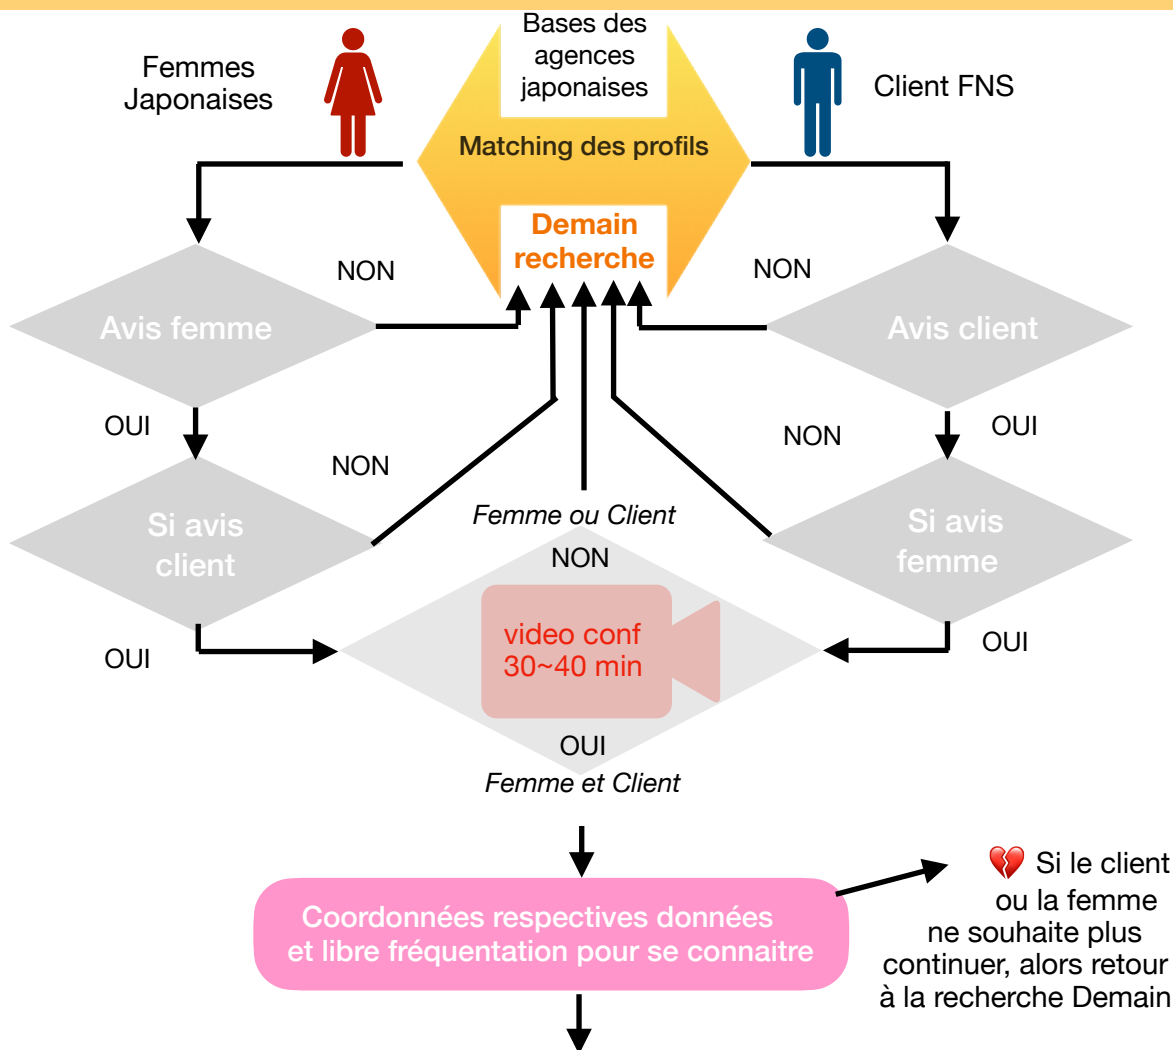 Bases des
agences
japonaises
Femmes
Japonaises
Client FNS
Matching des profils
Demain
recherche
NON
NON
Avis femme
Avis client
OUI
OUI
NON
NON
Si avis
client
Si avis
femme
Femme ou Client
NON
video conf
30~40 min
OUI
OUI
OUI
Femme et Client
💔 Si le client
ou la femme
ne souhaite plus
continuer, alors retour
à la recherche Demain
Coordonnées respectives données
et libre fréquentation pour se connaitre